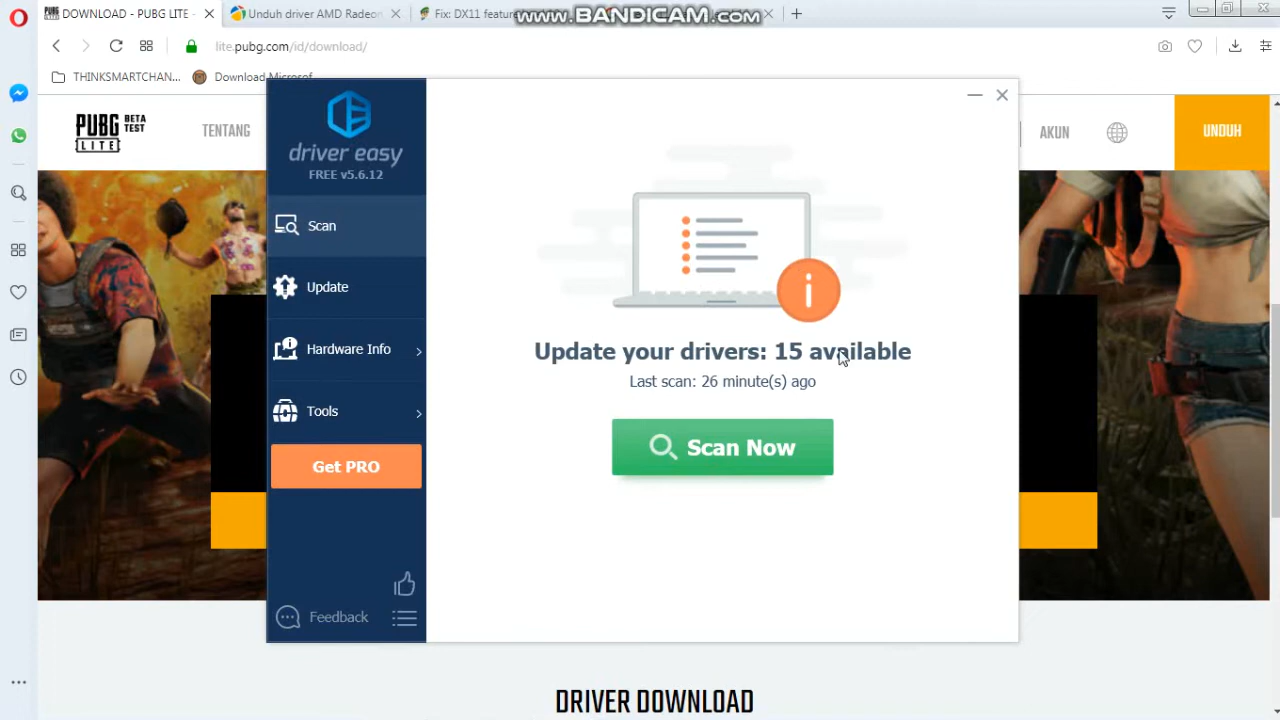 DOWNLOAD - PUBG LITE -
Unduh driver AMD Radeon
Fix: DX11 feature
www.BANDICAM.com
lite.pubg.com/id/download/
THINKSMARTCHAN...
Download Microsof
PUBG BETA TEST
LITE
TENTANG
AKUN
UNDUH
driver easy
FREE v5.6.12
Scan
Update
Hardware Info
Tools
Get PRO
Feedback
i
Update your drivers: 15 available
Last scan: 26 minute(s) ago
Scan Now
DRIVER DOWNLOAD